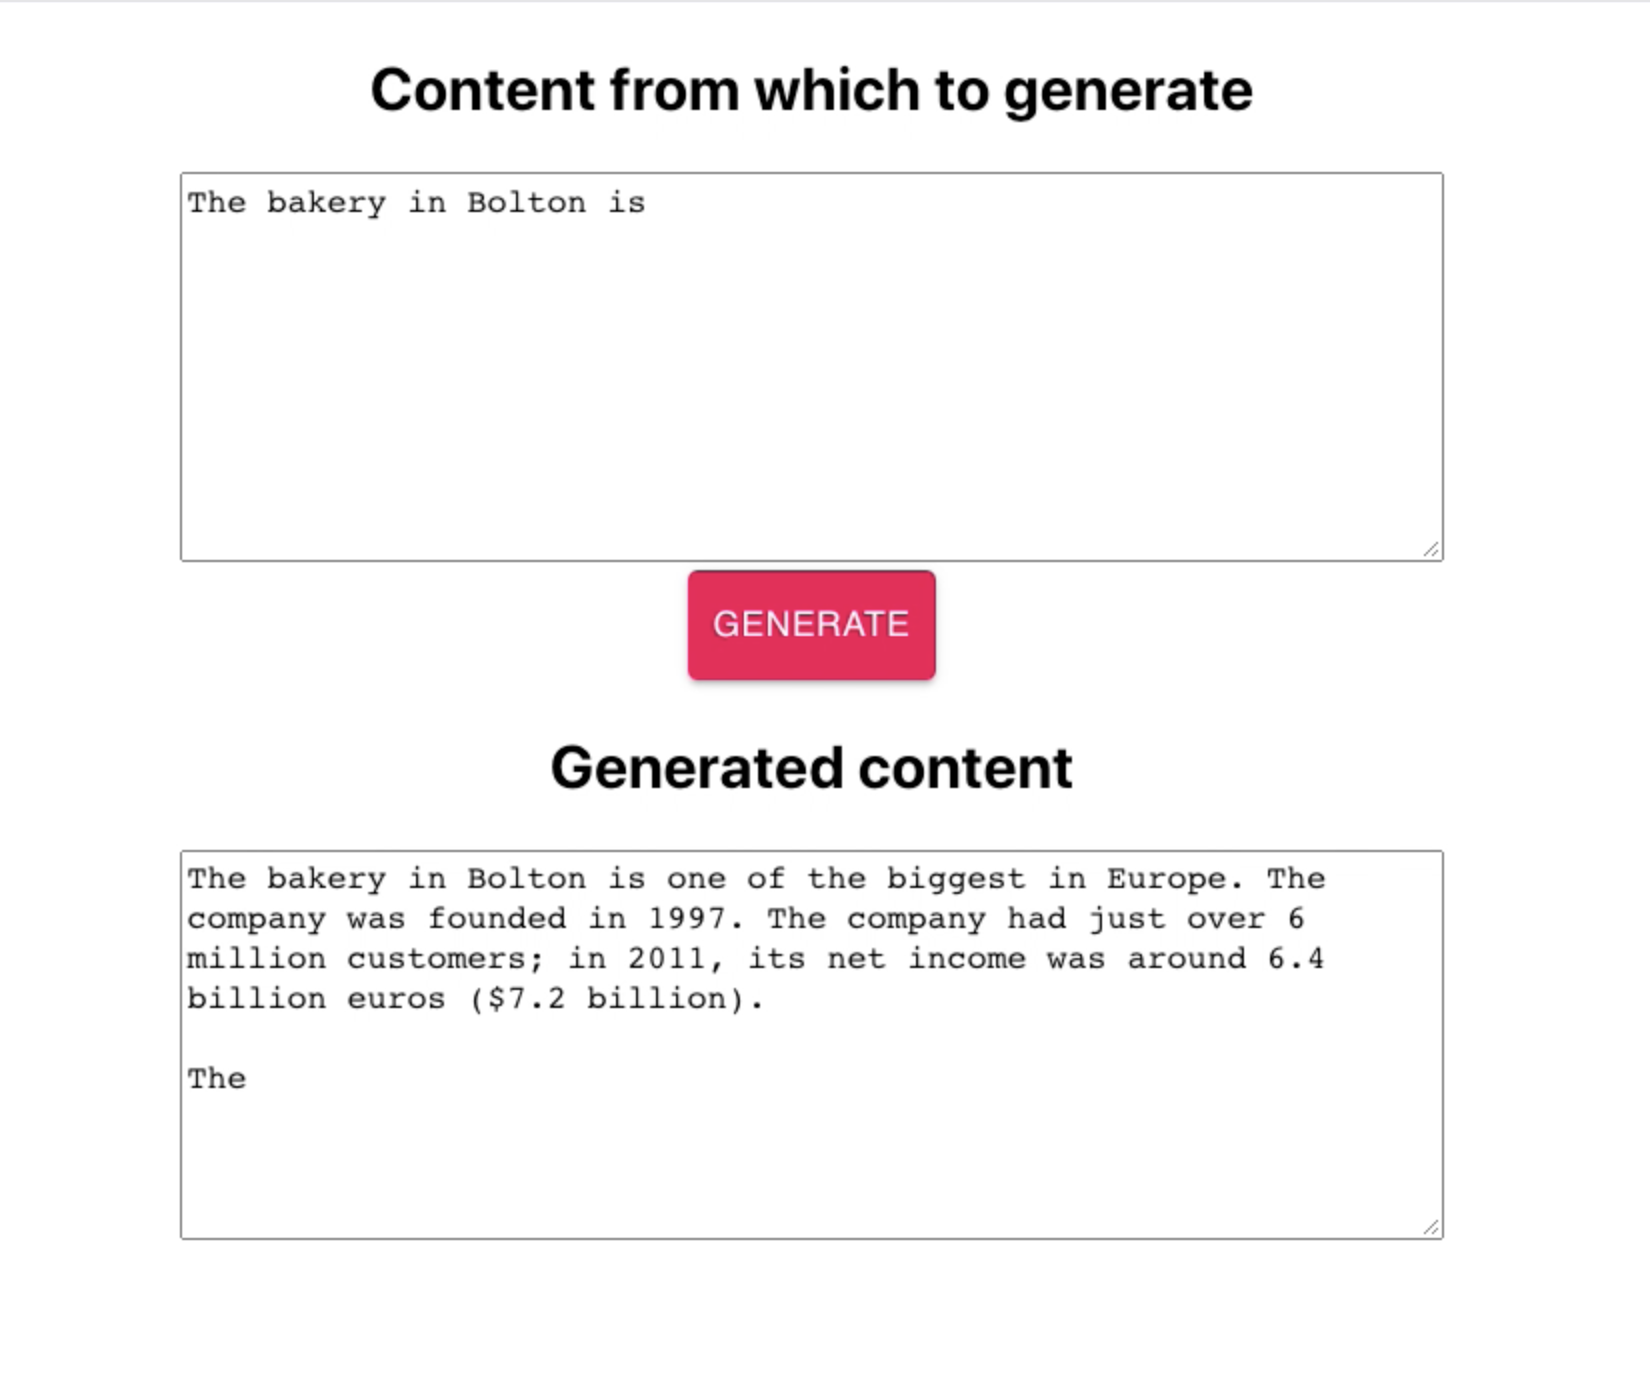 Content from which to generate
The bakery in Bolton is
GENERATE
Generated content
The bakery in Bolton is one of the biggest in Europe. The
company was founded in 1997. The company had just over 6
million customers; in 2011, its net income was around 6.4
billion euros ($7.2 billion).
The